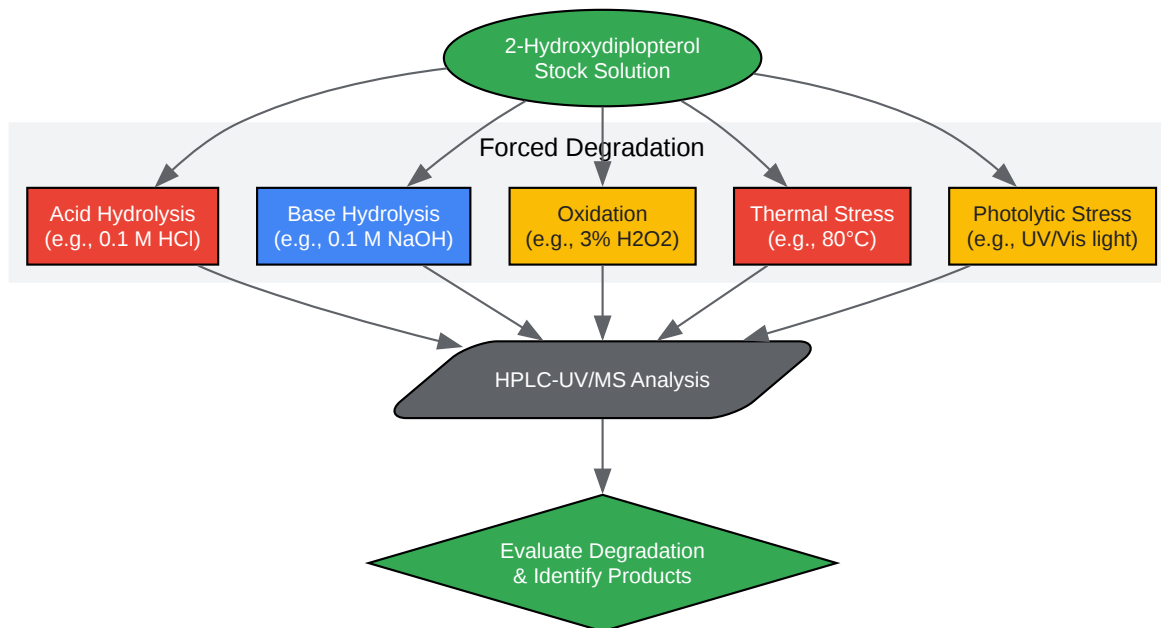 2-Hydroxydiplopterol
Stock Solution
Forced Degradation
Acid Hydrolysis
(e.g., 0.1 M HCl)
Base Hydrolysis
(e.g., 0.1 M NaOH)
Oxidation
(e.g., 3% H2O2)
Thermal Stress
(e.g., 80°C)
Photolytic Stress
(e.g., UV/Vis light)
HPLC-UV/MS Analysis
Evaluate Degradation
& Identify Products